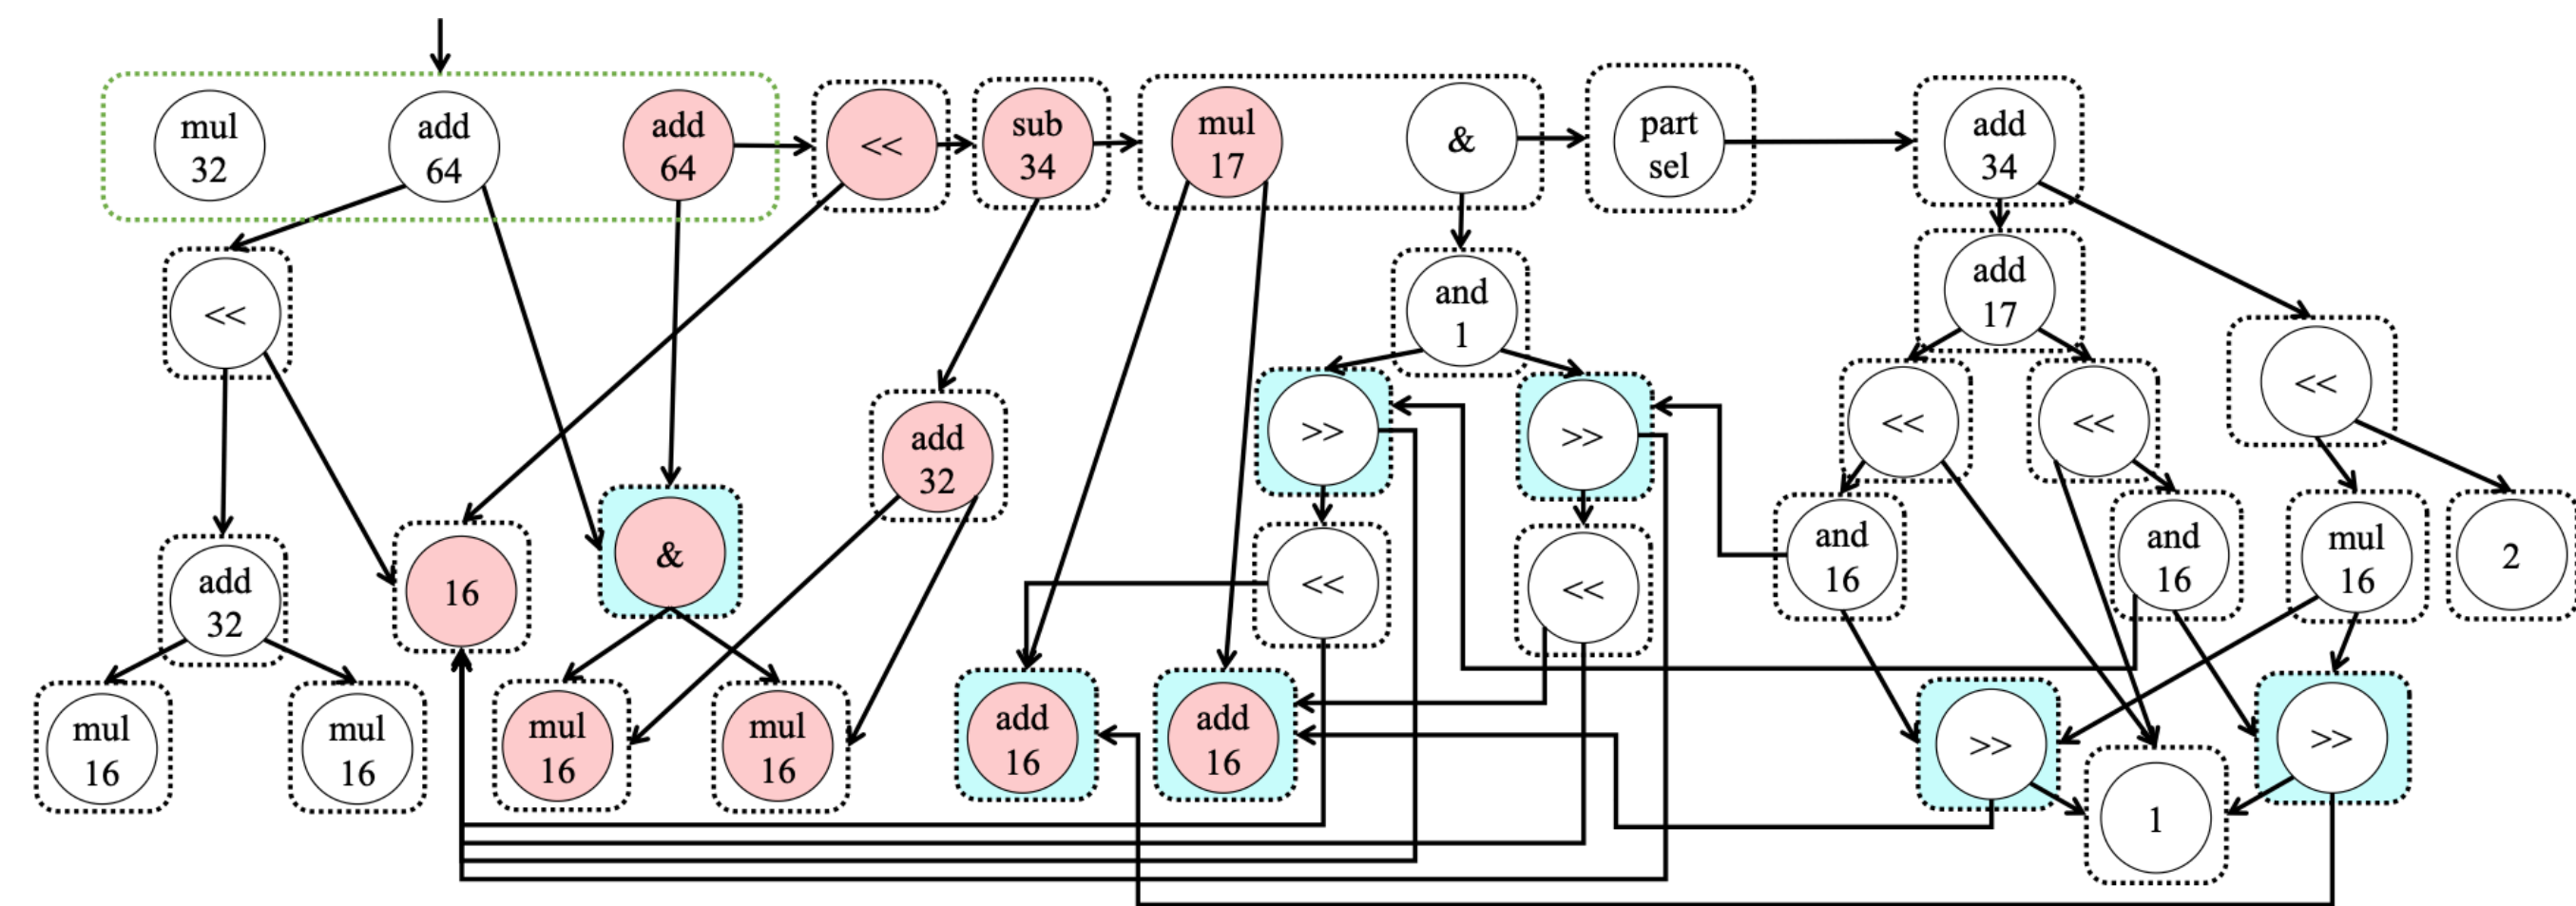 mul
32
add
64
add
64
<<
sub
34
mul
17
&
part
sel
add
34
<<
and
1
add
17
<<
>>
>>
<<
<<
add
32
16
&
add
32
<<
<<
and
16
and
16
mul
16
2
mul
16
mul
16
mul
16
mul
16
add
16
add
16
>>
1
>>